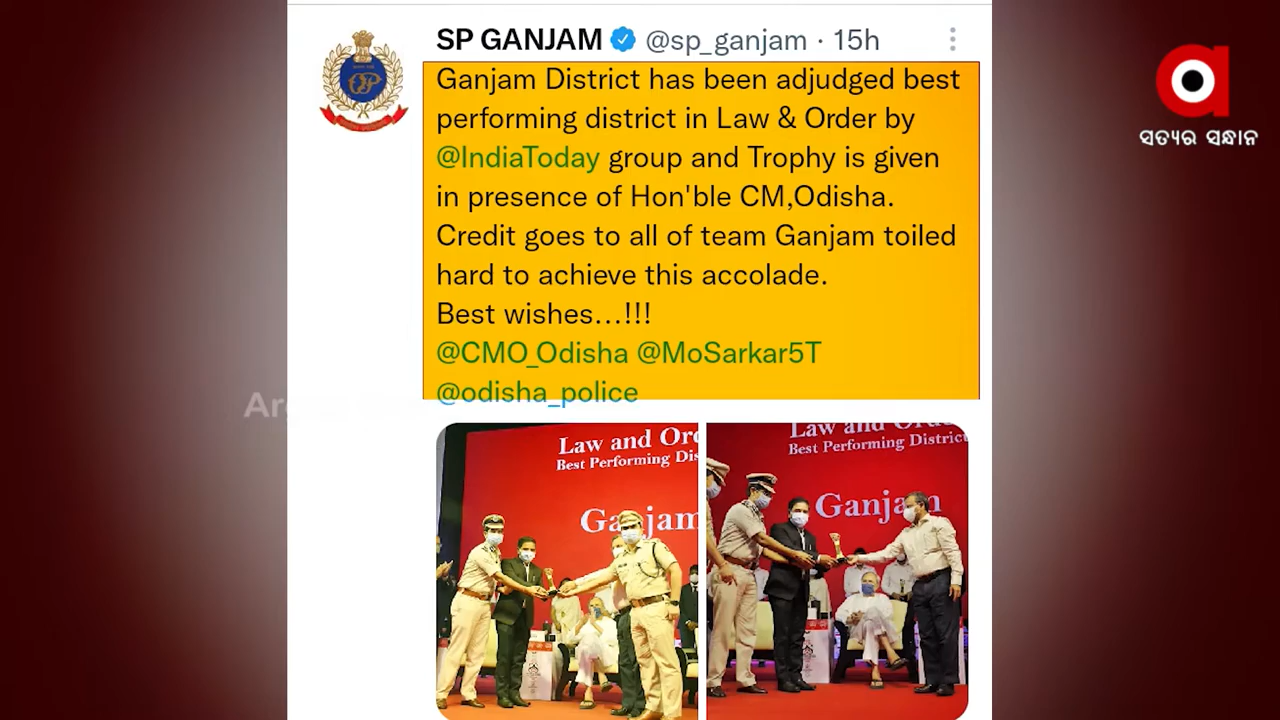 SP GANJAM @sp_ganjam · 15h
Ganjam District has been adjudged best
performing district in Law & Order by
@IndiaToday group and Trophy is given
in presence of Hon'ble CM,Odisha.
Credit goes to all of team Ganjam toiled
hard to achieve this accolade.
Best wishes...!!!
@CMO_Odisha @MoSarkar5T
@odisha_police
ସତ୍ୟର ସନ୍ଧାନ
Law and Ord
Best Performing Dis
Ganjam
Law and Order
Best Performing District
Ganjam